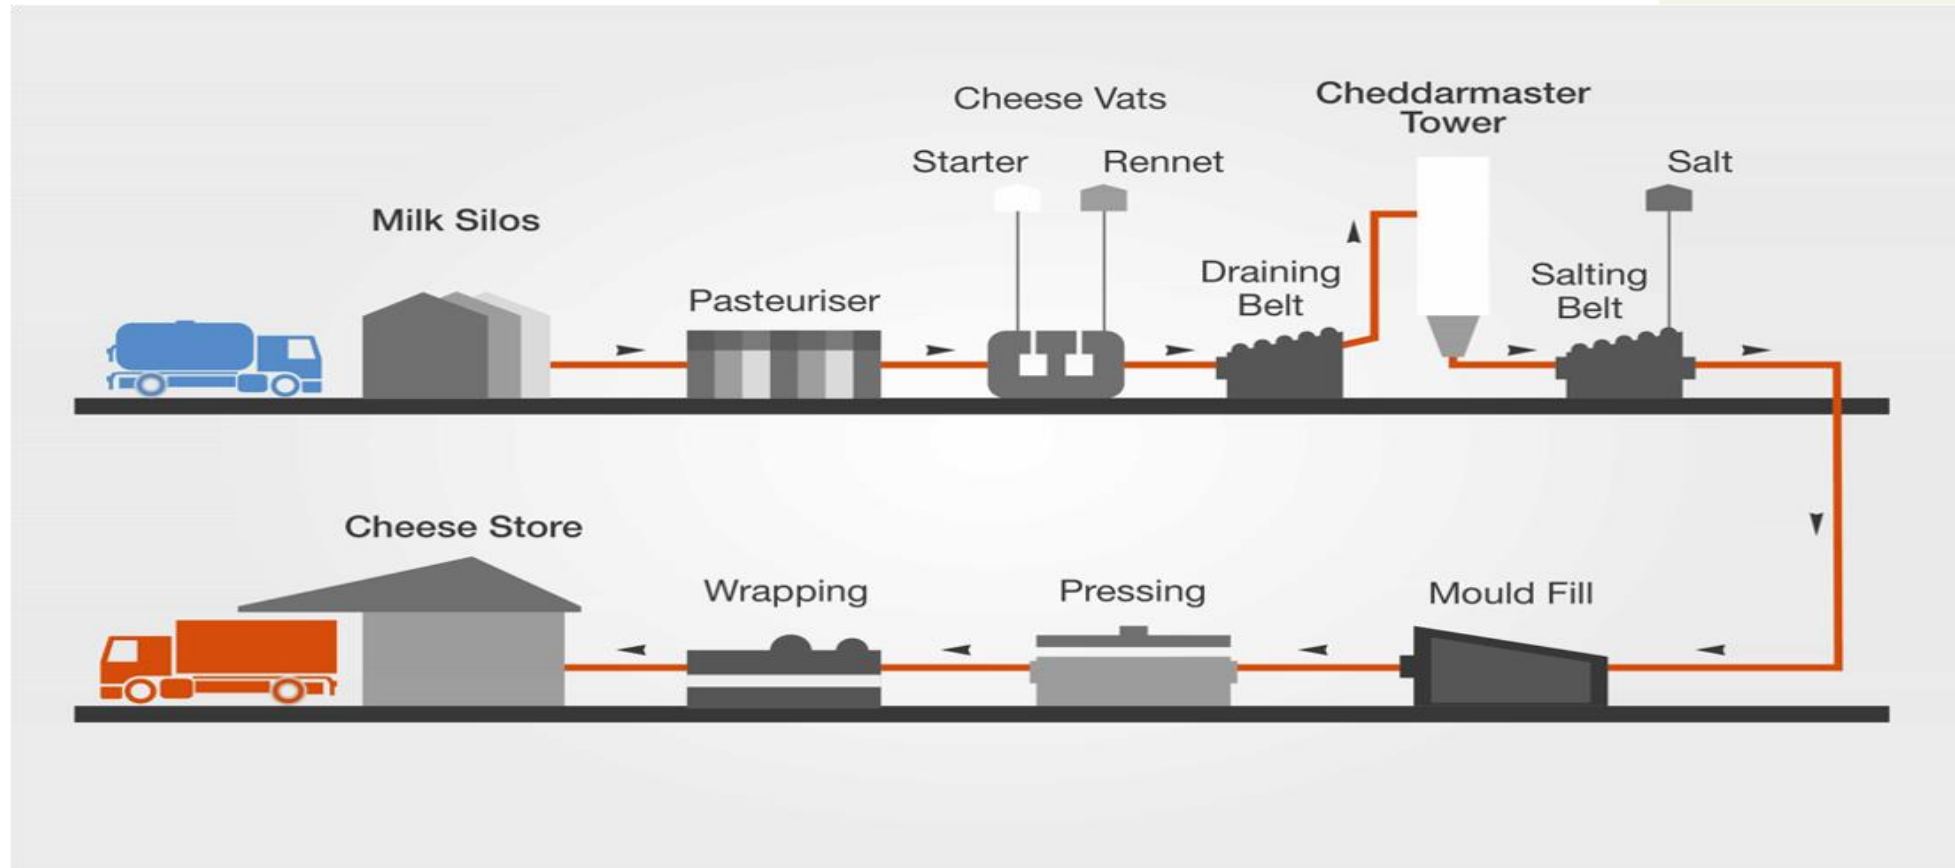 Cheese Vats
Cheddarmaster
Tower
Starter
Rennet
Salt
Milk Silos
Draining
Belt
Salting
Belt
Pasteuriser
Cheese Store
Wrapping
Pressing
Mould Fill